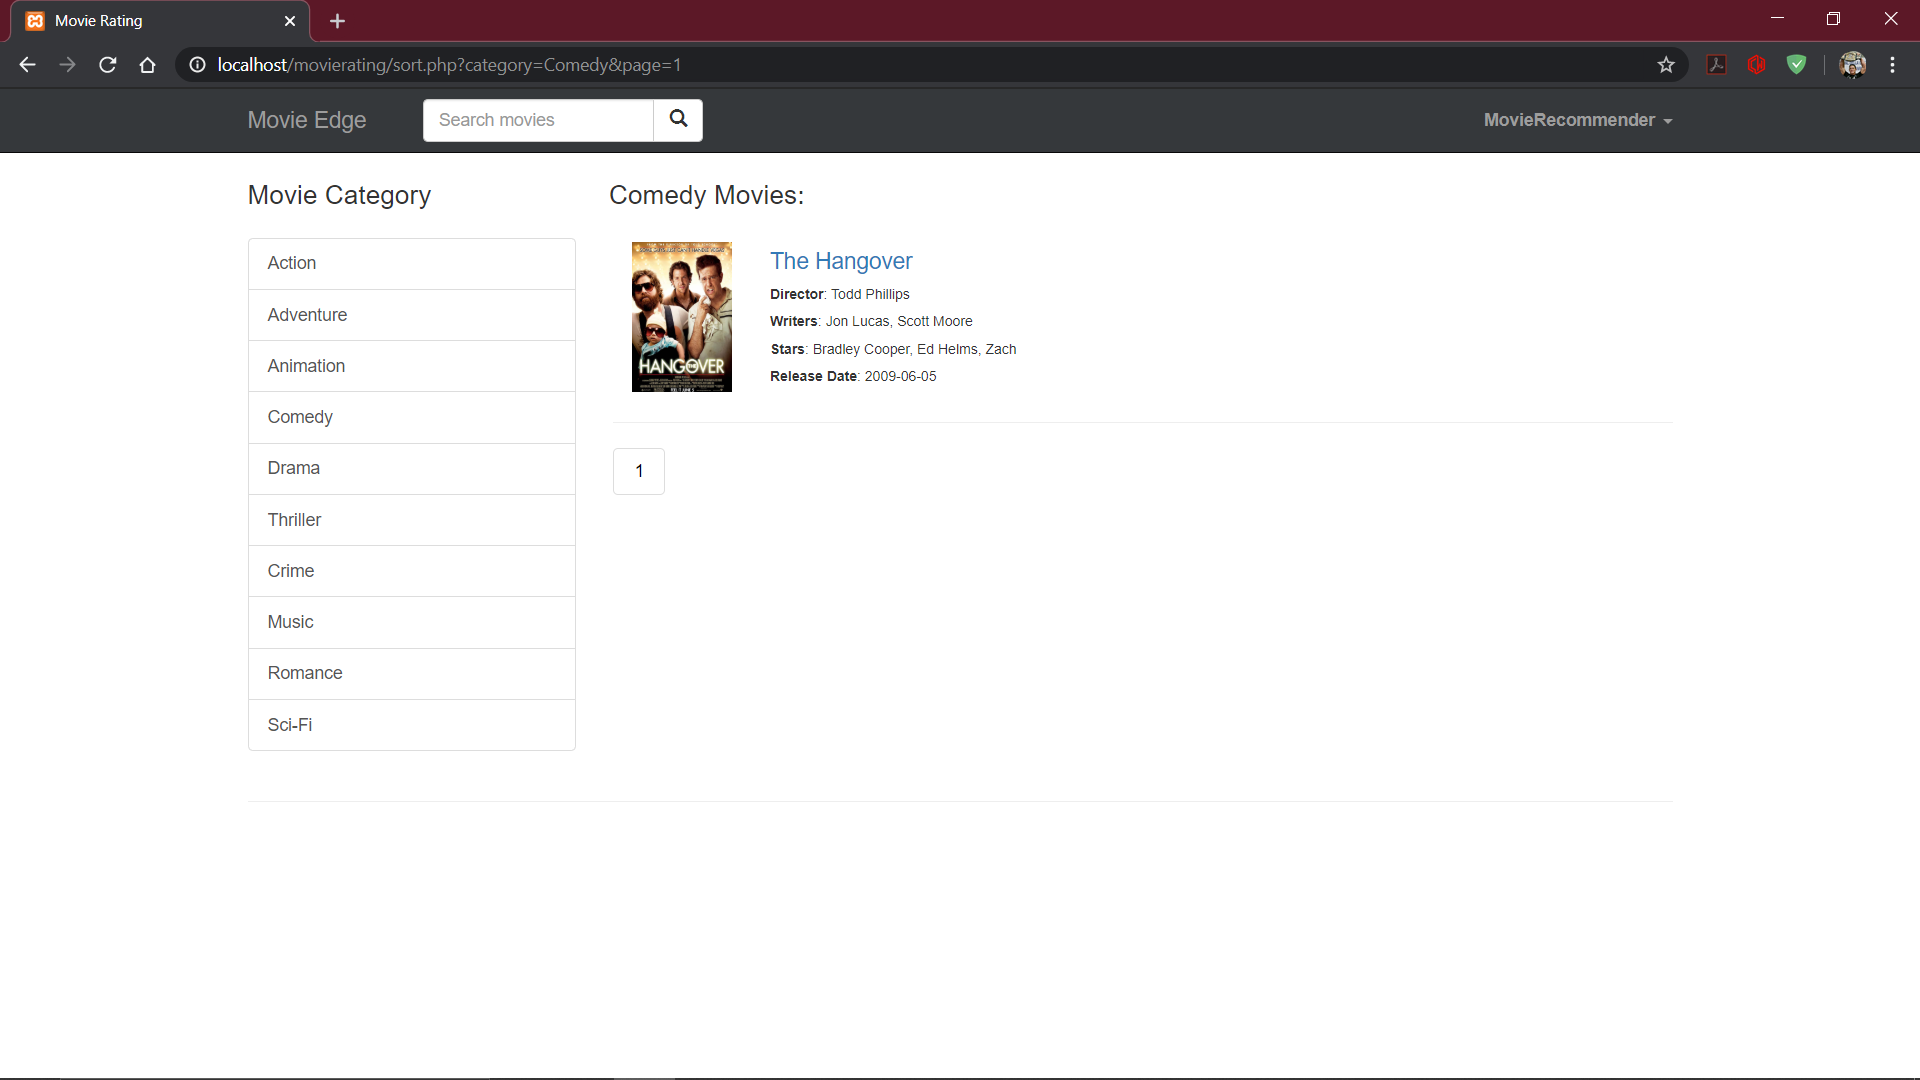 Movie Rating
localhost/movierating/sort.php?category=Comedy&page=1
Movie Edge
Search movies
MovieRecommender
Movie Category
Action
Adventure
Animation
Comedy
Drama
Thriller
Crime
Music
Romance
Sci-Fi
Comedy Movies:
THE HANGOVER
The Hangover
Director: Todd Phillips
Writers: Jon Lucas, Scott Moore
Stars: Bradley Cooper, Ed Helms, Zach
Release Date: 2009-06-05
1